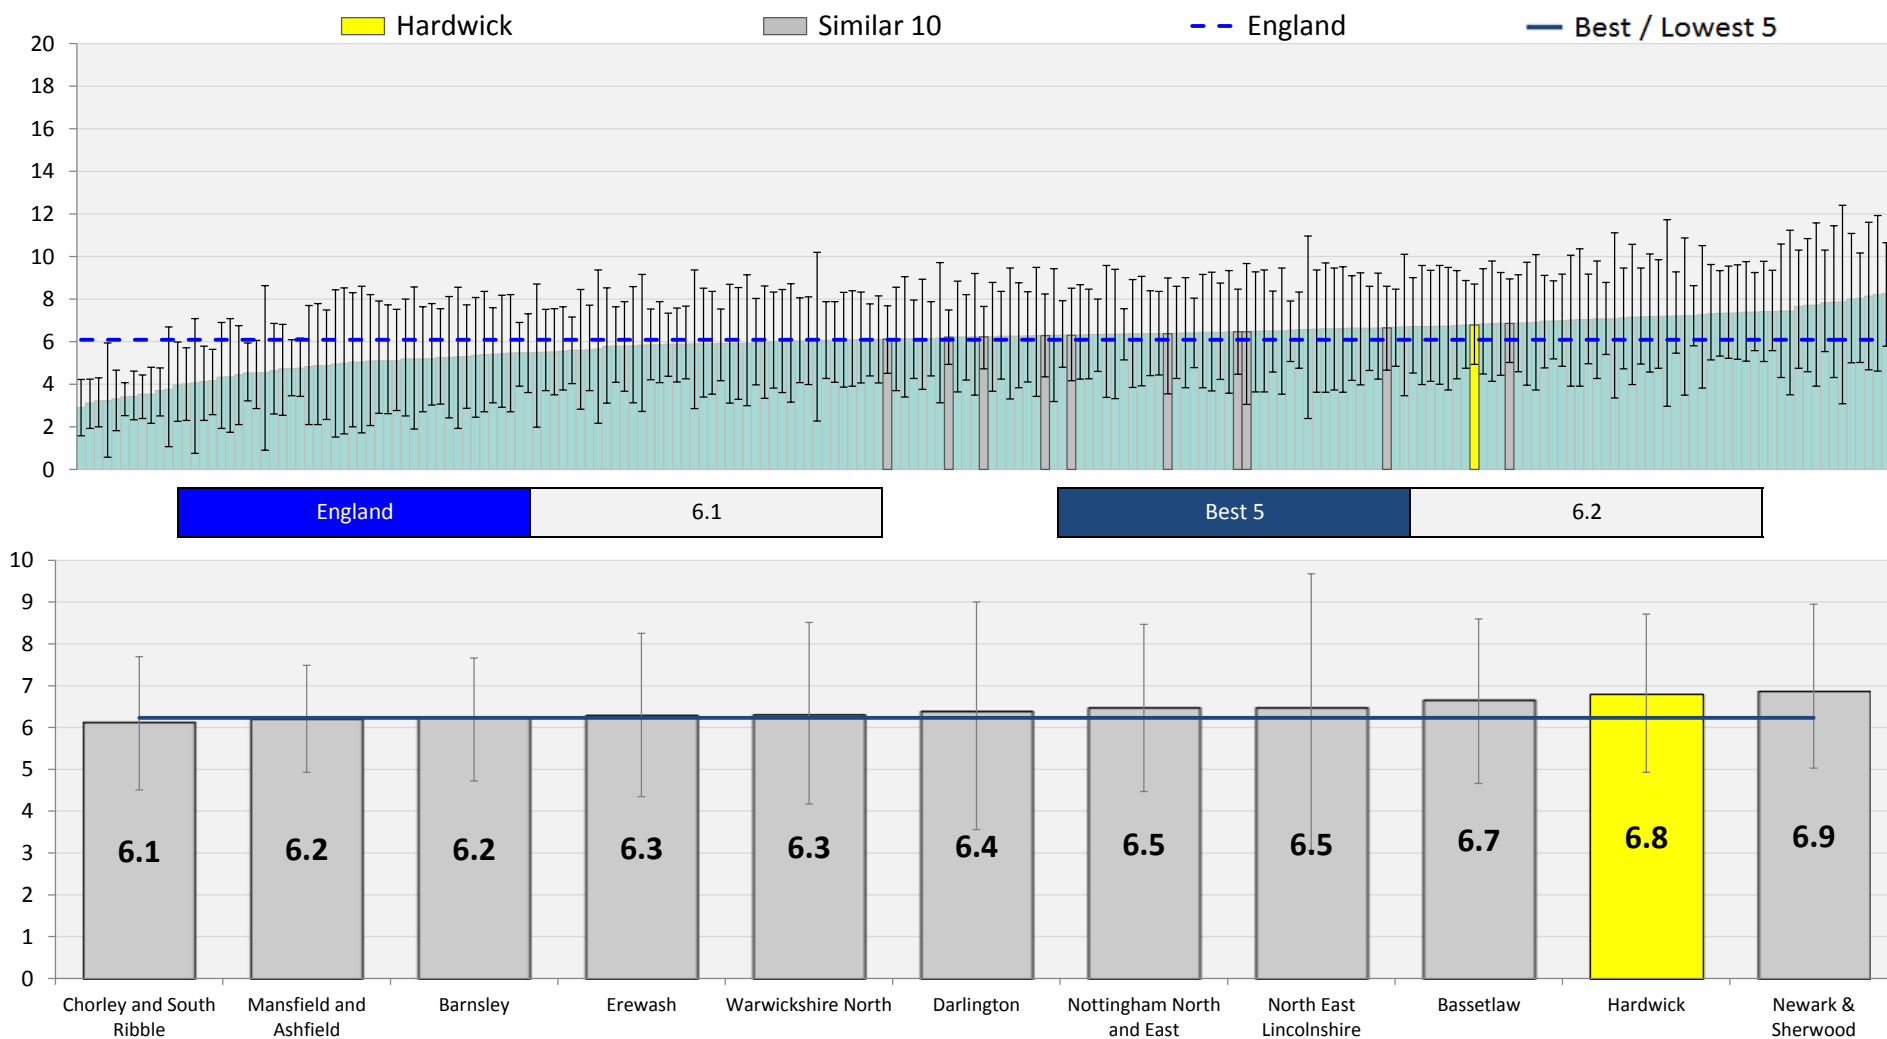 Hardwick
Similar 10
England
Best / Lowest 5
20
18
16
14
12
10
8
6
4
2
0
England
6.1
Best 5
6.2
10
9
8
7
6
5
4
3
2
1
0
6.1
6.2
6.2
6.3
6.3
6.4
6.5
6.5
6.7
6.8
6.9
Chorley and South
Ribble
Mansfield and
Ashfield
Barnsley
Erewash
Warwickshire North
Darlington
Nottingham North
and East
North East
Lincolnshire
Bassetlaw
Hardwick
Newark &
Sherwood